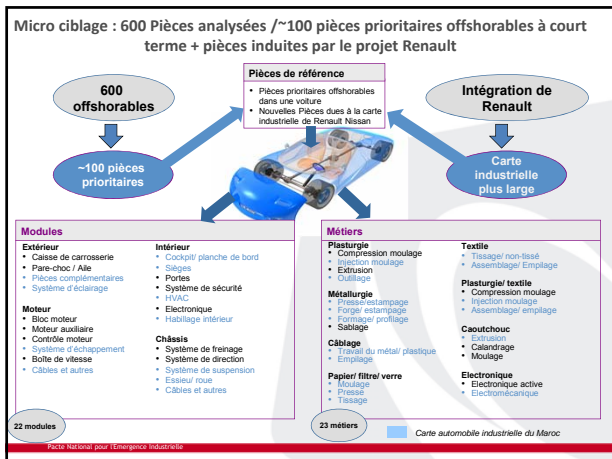 Micro ciblage : 600 Pièces analysées /~100 pièces prioritaires offshorables à court
terme + pièces induites par le projet Renault
600
offshorables
Pièces de référence
• Pièces prioritaires offshorables
dans une voiture
• Nouvelles Pièces dues à la carte
industrielle de Renault Nissan
Intégration de
Renault
~100 pièces
prioritaires
Carte
industrielle
plus large
Modules
Extérieur
• Caisse de carrosserie
• Pare-choc / Aile
• Pièces complémentaires
• Système d'éclairage
Moteur
• Bloc moteur
• Moteur auxiliaire
• Contrôle moteur
• Système d'échappement
• Boîte de vitesse
• Câbles et autres
Intérieur
• Cockpit/ planche de bord
• Sièges
• Portes
• Système de sécurité
• HVAC
• Electronique
• Habillage intérieur
Châssis
• Système de freinage
• Système de direction
• Système de suspension
• Essieu/ roue
• Câbles et autres
22 modules
Métiers
Plasturgie
• Compression moulage
• Injection moulage
• Extrusion
• Outillage
Métallurgie
• Presse/estampage
• Forge/ estampage
• Formage/ profilage
• Sablage
Câblage
• Travail du métal/ plastique
• Empilage
Papier/ filtre/ verre
• Moulage
• Presse
• Tissage
Textile
• Tissage/ non-tissé
• Assemblage/ Empilage
Plasturgie/ textile
• Compression moulage
• Injection moulage
• Assemblage/ empilage
Caoutchouc
• Extrusion
• Calandrage
• Moulage
Electronique
• Electronique active
• Electromécanique
23 métiers
Carte automobile industrielle du Maroc
Pacte National pour l'Emergence Industrielle